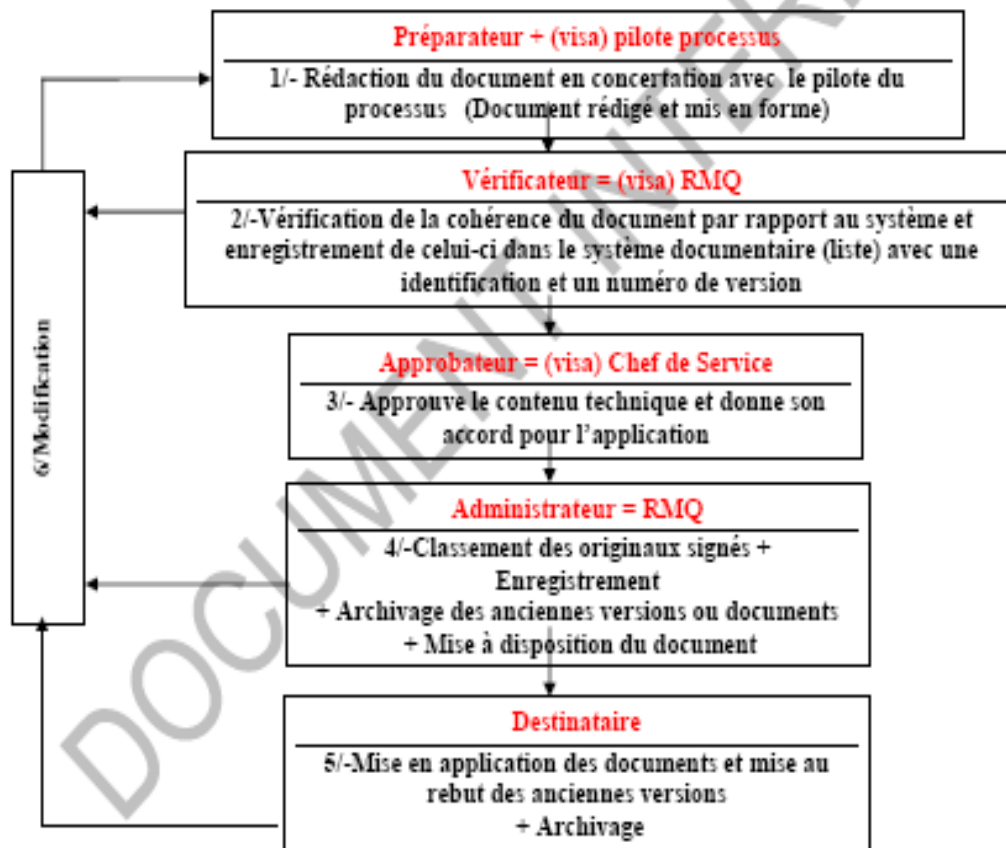 Préparateur + (visa) pilote processus
1/- Rédaction du document en concertation avec le pilote du
processus (Document rédigé et mis en forme)
Vérificateur = (visa) RMQ
2/-Vérification de la cohérence du document par rapport au système et
enregistrement de celui-ci dans le système documentaire (liste) avec une
identification et un numéro de version
Approbateur = (visa) Chef de Service
3/- Approuve le contenu technique et donne son
accord pour l’application
6/Modification
Administrateur = RMQ
4/-Classement des originaux signés +
Enregistrement
+ Archivage des anciennes versions ou documents
+ Mise à disposition du document
Destinataire
5/-Mise en application des documents et mise au
rebut des anciennes versions
+ Archivage
DOCUMENT INTER